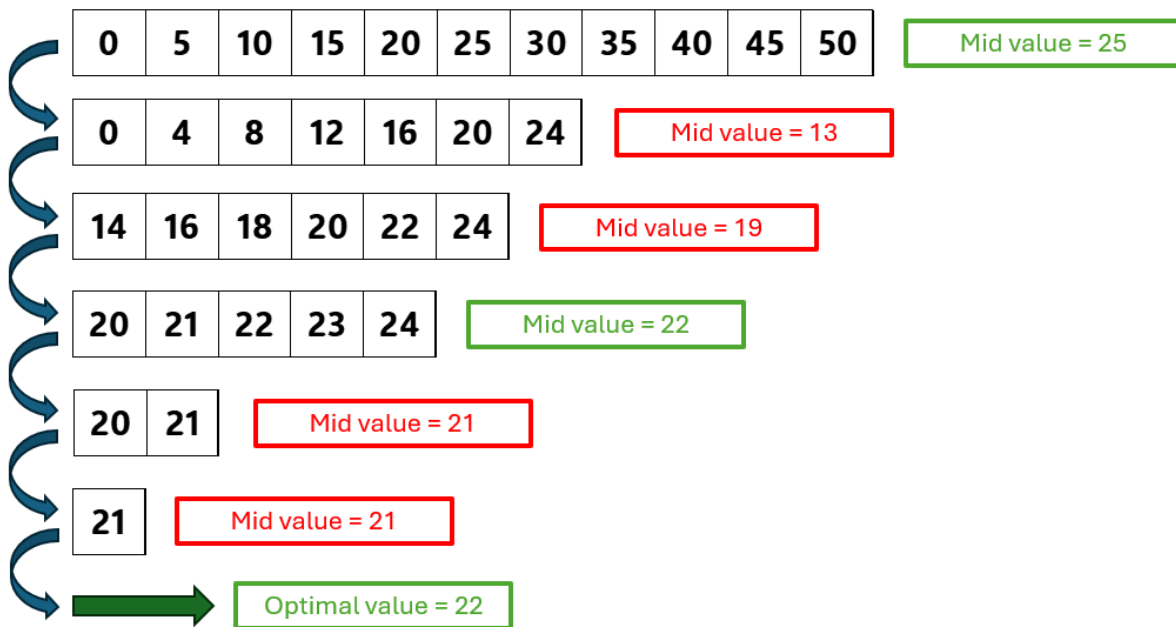 0 5 10 15 20 25 30 35 40 45 50 Mid value = 25
0 4 8 12 16 20 24 Mid value = 13
14 16 18 20 22 24 Mid value = 19
20 21 22 23 24 Mid value = 22
20 21 Mid value = 21
21 Mid value = 21
Optimal value = 22